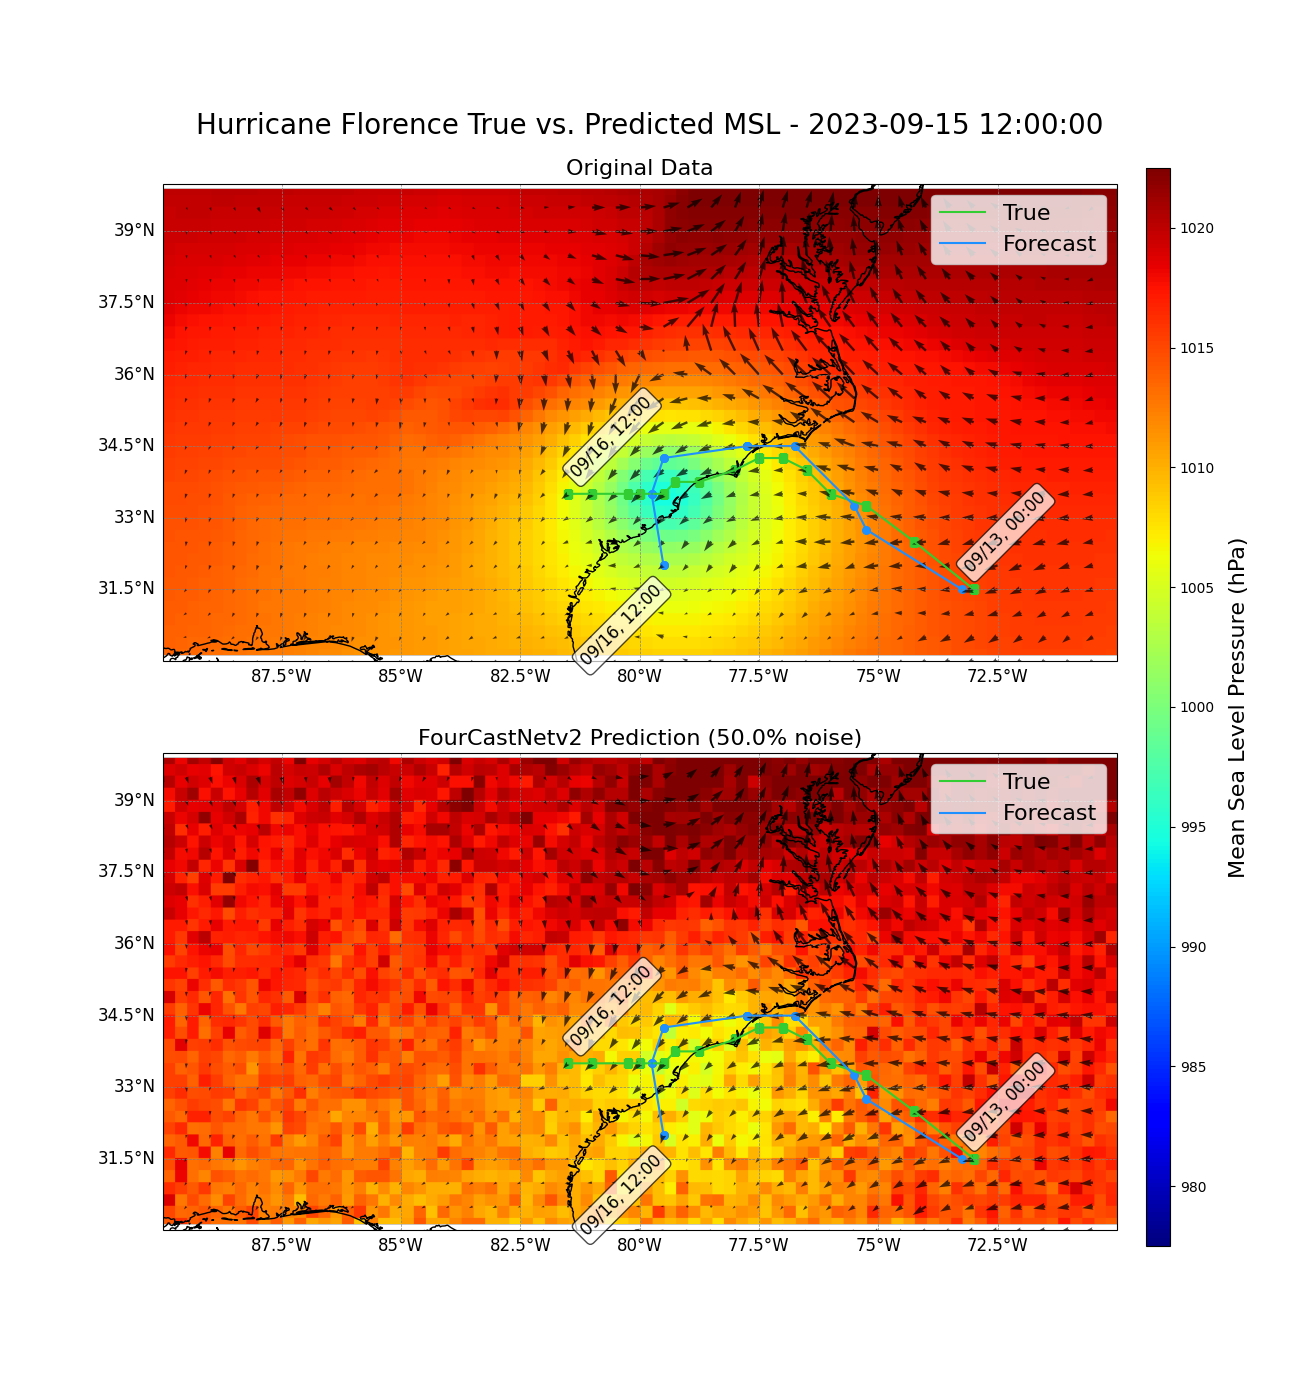 Hurricane Florence True vs. Predicted MSL - 2023-09-15 12:00:00
Original Data
True
Forecast
39°N
37.5°N
36°N
34.5°N
33°N
31.5°N
09/16, 12:00
09/13, 00:00
09/16, 12:00
87.5°W
85°W
82.5°W
80°W
77.5°W
75°W
72.5°W
FourCastNetv2 Prediction (50.0% noise)
True
Forecast
39°N
37.5°N
36°N
34.5°N
33°N
31.5°N
09/16, 12:00
09/13, 00:00
09/16, 12:00
87.5°W
85°W
82.5°W
80°W
77.5°W
75°W
72.5°W
1020
1015
1010
1005
1000
995
990
985
980
Mean Sea Level Pressure (hPa)